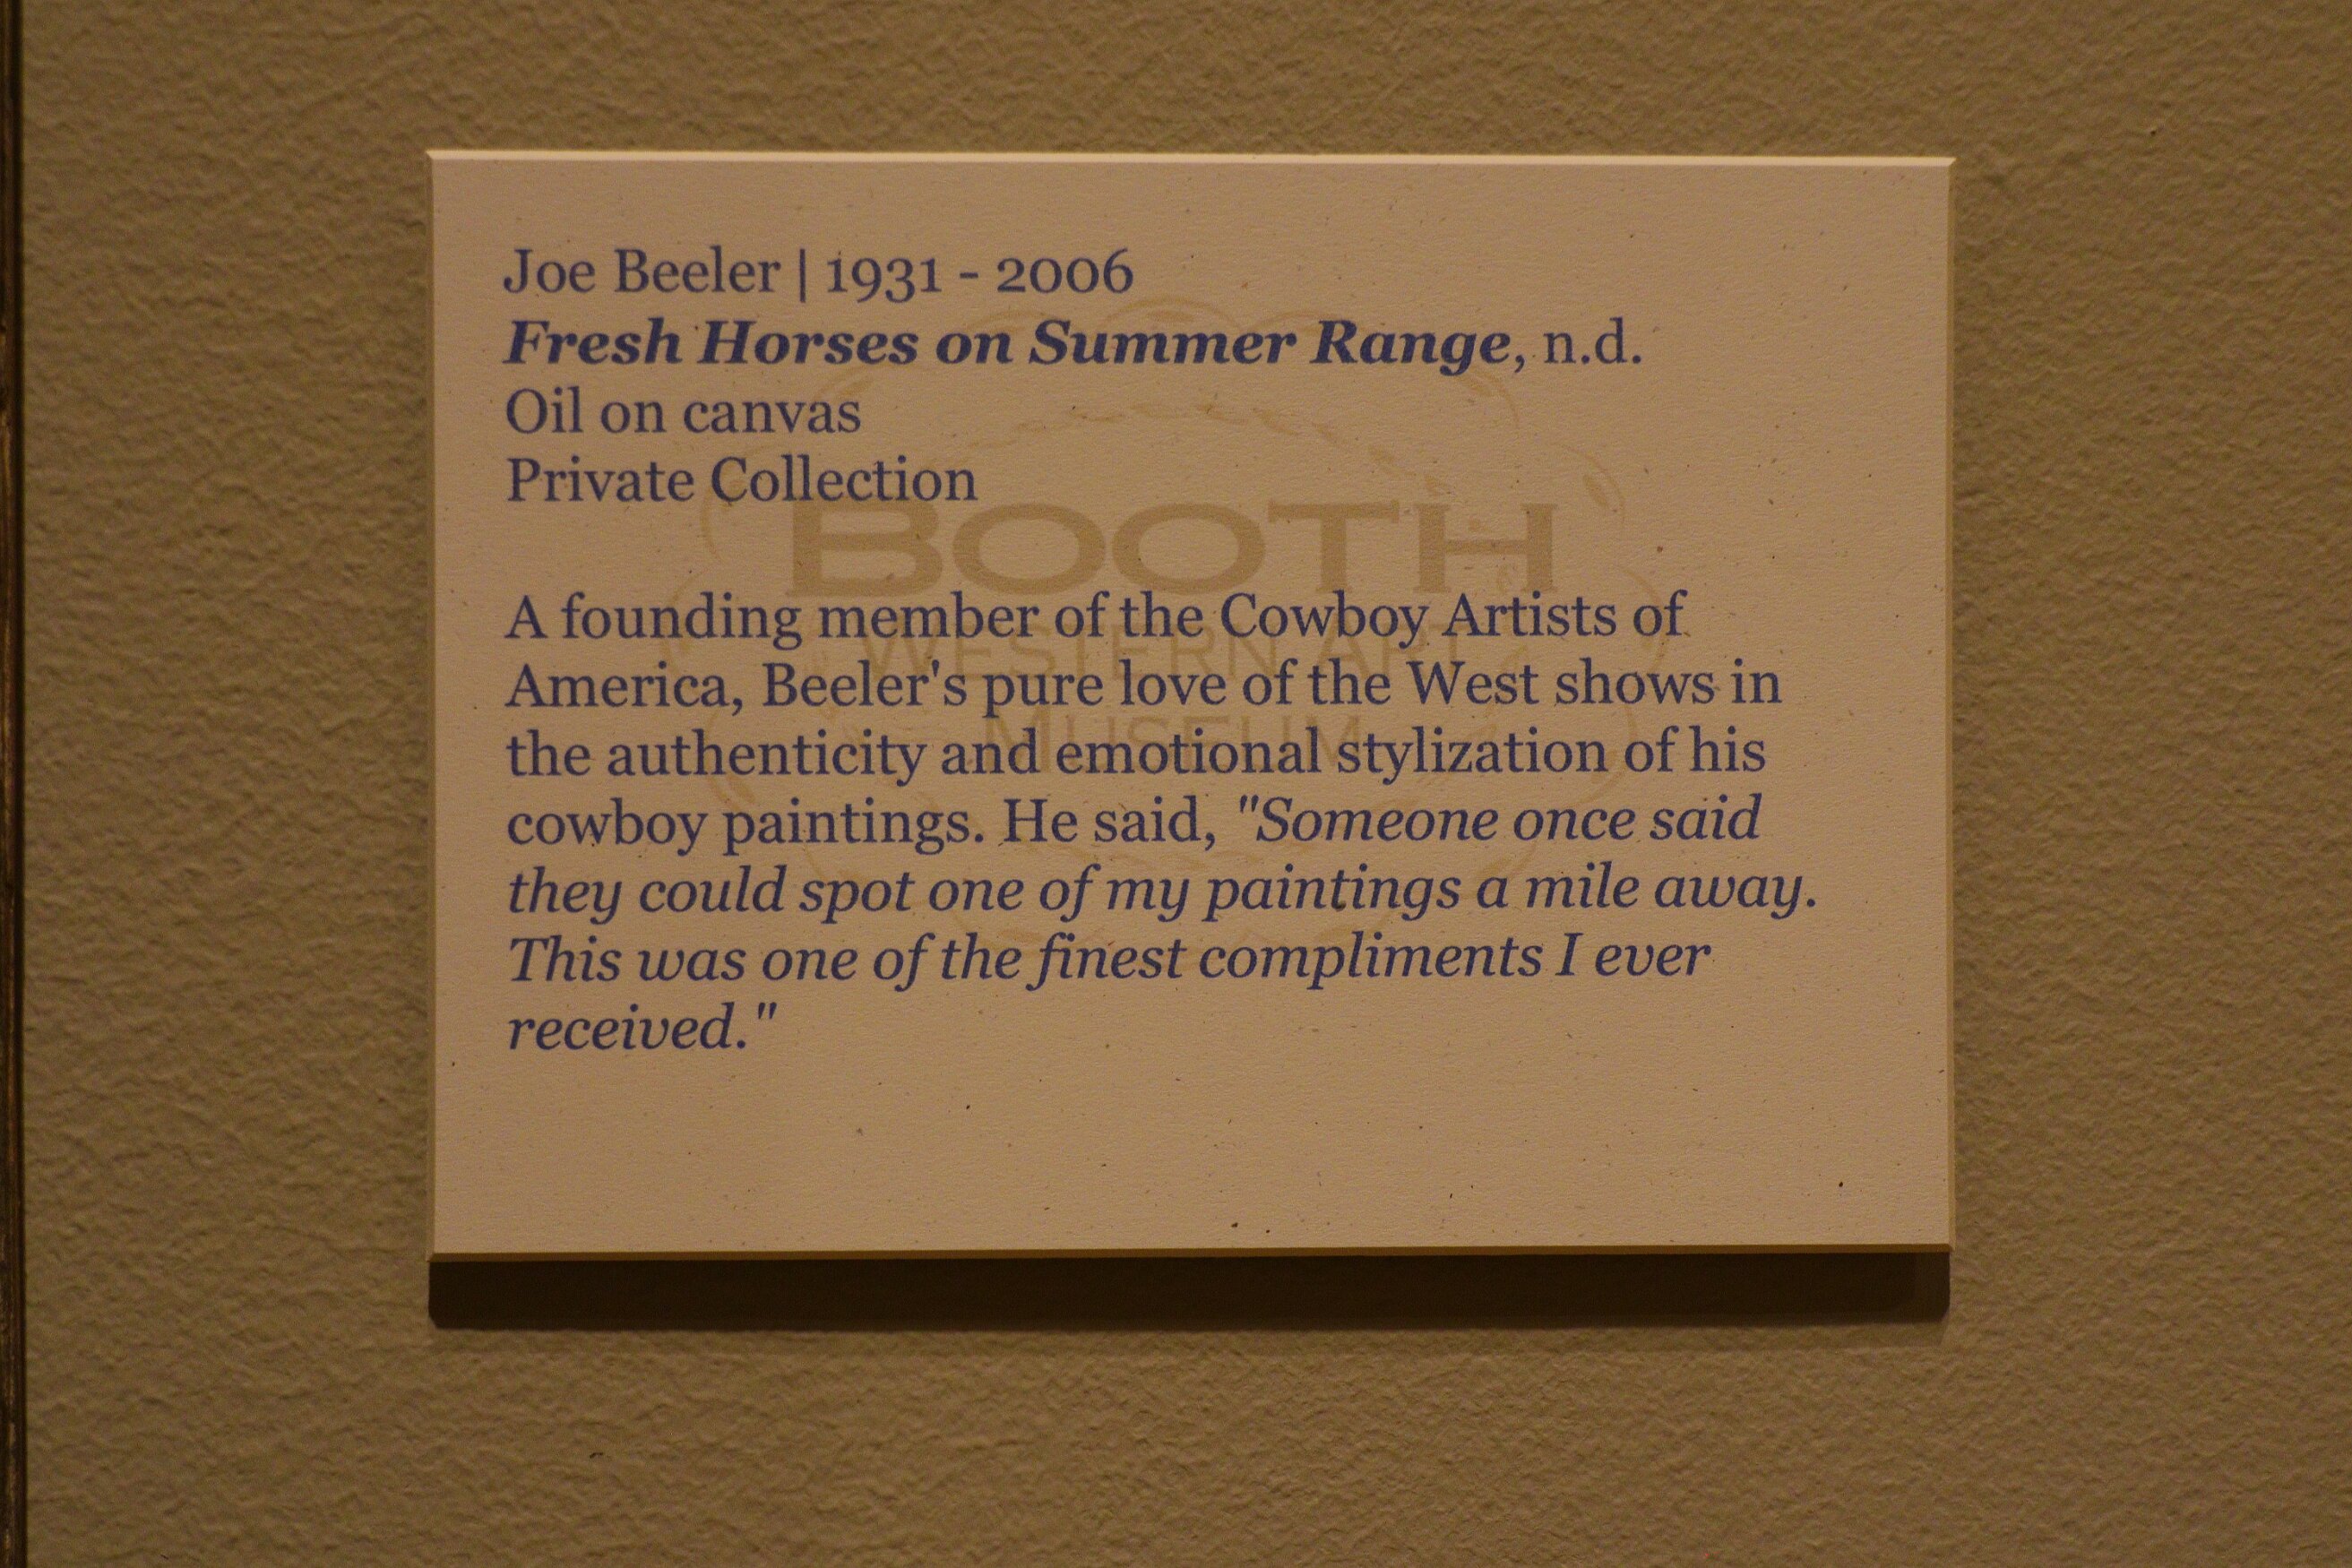 Joe Beeler | 1931 - 2006
Fresh Horses on Summer Range, n.d.
Oil on canvas
Private Collection
BOOTH
WESTERN ART
MUSEUM
A founding member of the Cowboy Artists of
America, Beeler's pure love of the West shows in
the authenticity and emotional stylization of his
cowboy paintings. He said, "Someone once said
they could spot one of my paintings a mile away.
This was one of the finest compliments I ever
received."